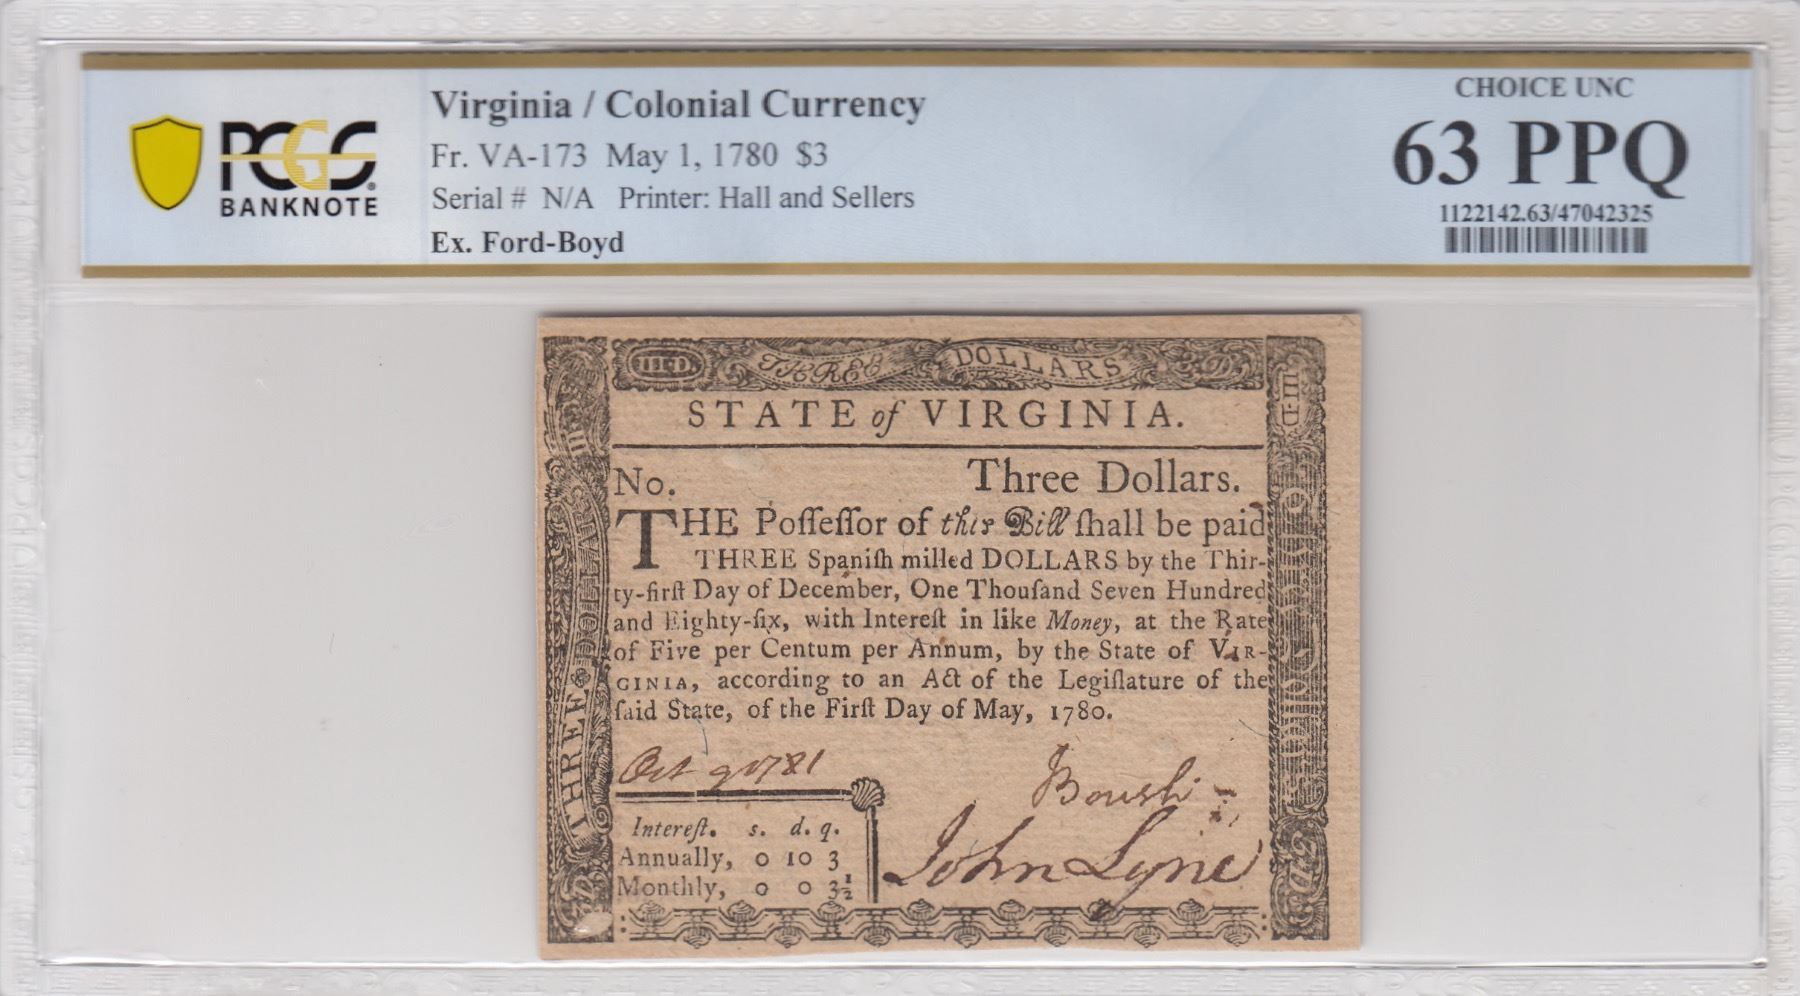 PCGS
BANKNOTE
Virginia / Colonial Currency
Fr. VA-173 May 1, 1780 $3
Serial # N/A Printer: Hall and Sellers
Ex. Ford-Boyd
CHOICE UNC
63 PPQ
1122142.63/47042325
III·D.
THREE DOLLARS
STATE of VIRGINIA.
No. Three Dollars.
THE Poſſeſſor of this Bill ſhall be paid
THREE Spaniſh milled DOLLARS by the Thir-
ty-firſt Day of December, One Thouſand Seven Hundred
and Eighty-ſix, with Intereſt in like Money, at the Rate
of Five per Centum per Annum, by the State of VIR-
GINIA, according to an Act of the Legiſlature of the
ſaid State, of the Firſt Day of May, 1780.
Oct 9 1781
Boush
John Lyne
Intereſt. s. d. q.
Annually, 0 10 3
Monthly, 0 0 3½
THREE DOLLARS
III·D